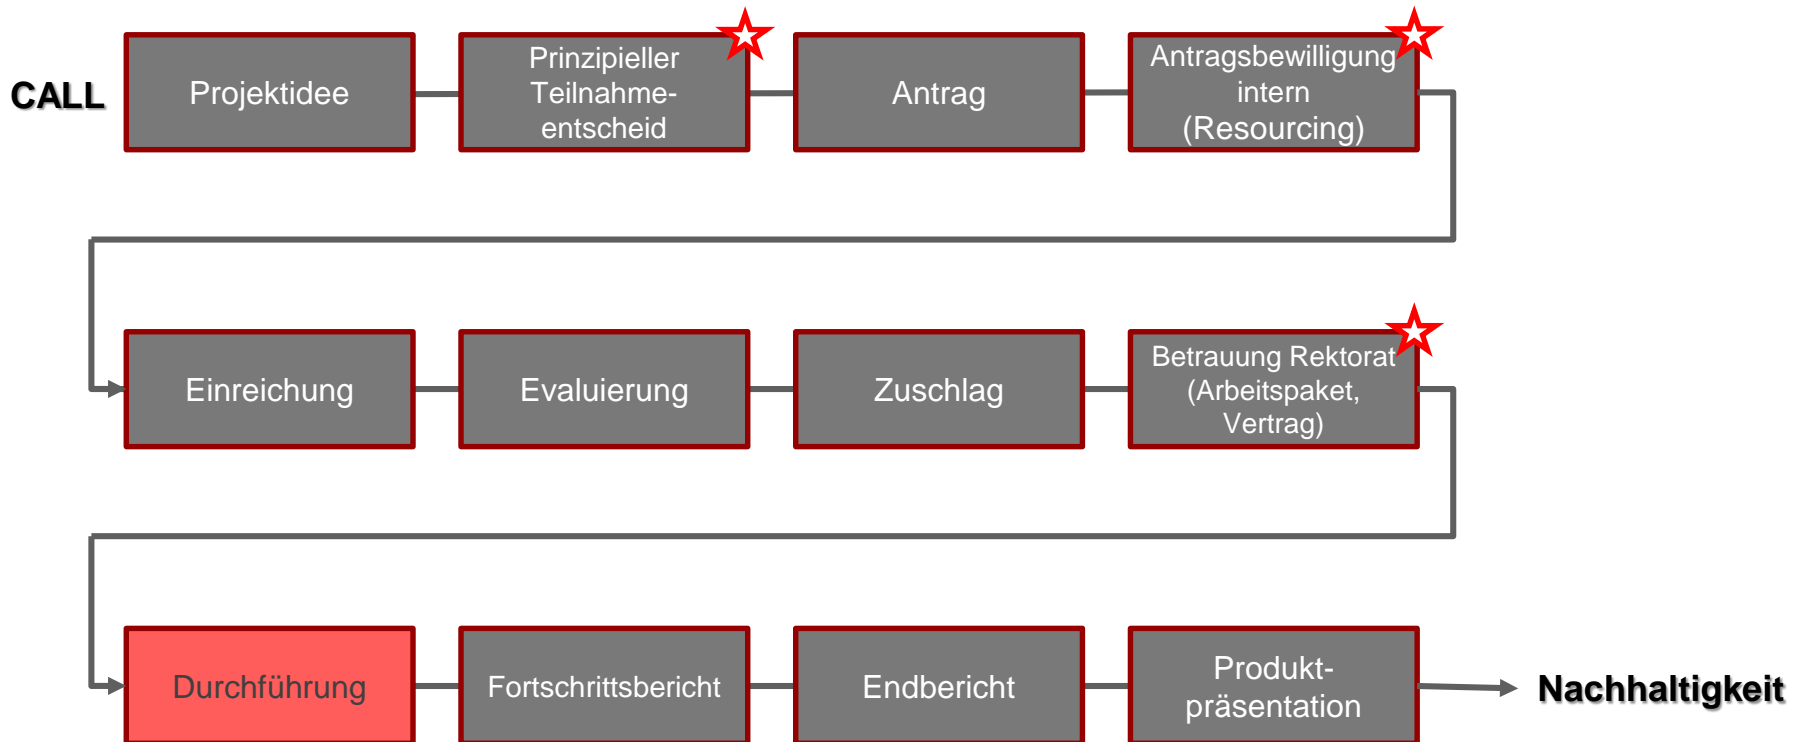 CALL
Projektidee
Prinzipieller
Teilnahme-
entscheid
Antrag
Antragsbewilligung
intern
(Resourcing)
Einreichung
Evaluierung
Zuschlag
Betrauung Rektorat
(Arbeitspaket,
Vertrag)
Durchführung
Fortschrittsbericht
Endbericht
Produkt-
präsentation
Nachhaltigkeit